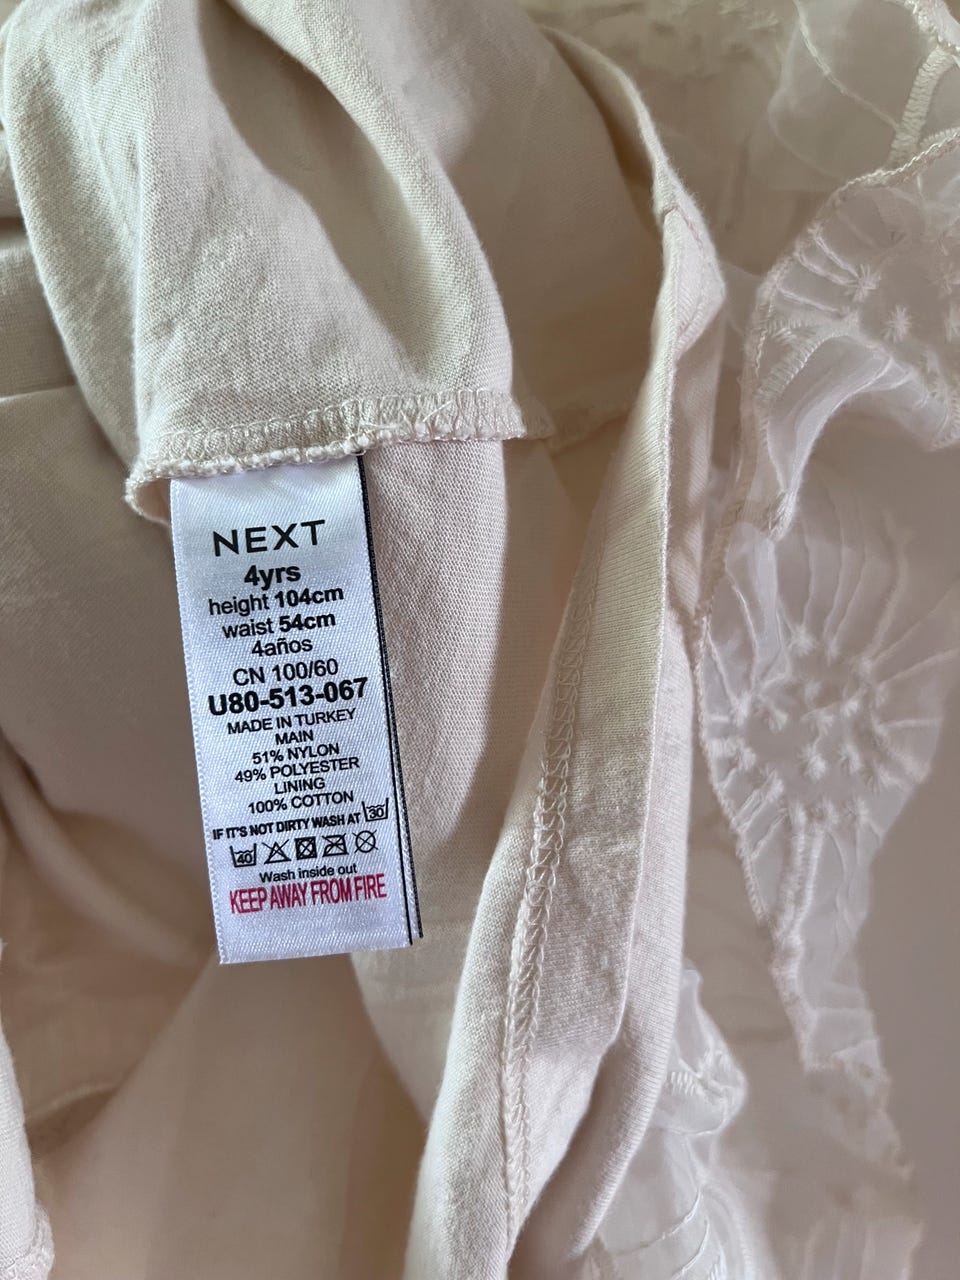 NEXT
4yrs
height 104cm
waist 54cm
4años
CN 100/60
U80-513-067
MADE IN TURKEY
MAIN
51% NYLON
49% POLYESTER
LINING
100% COTTON
IF IT'S NOT DIRTY WASH AT 30
40
Wash inside out
KEEP AWAY FROM FIRE